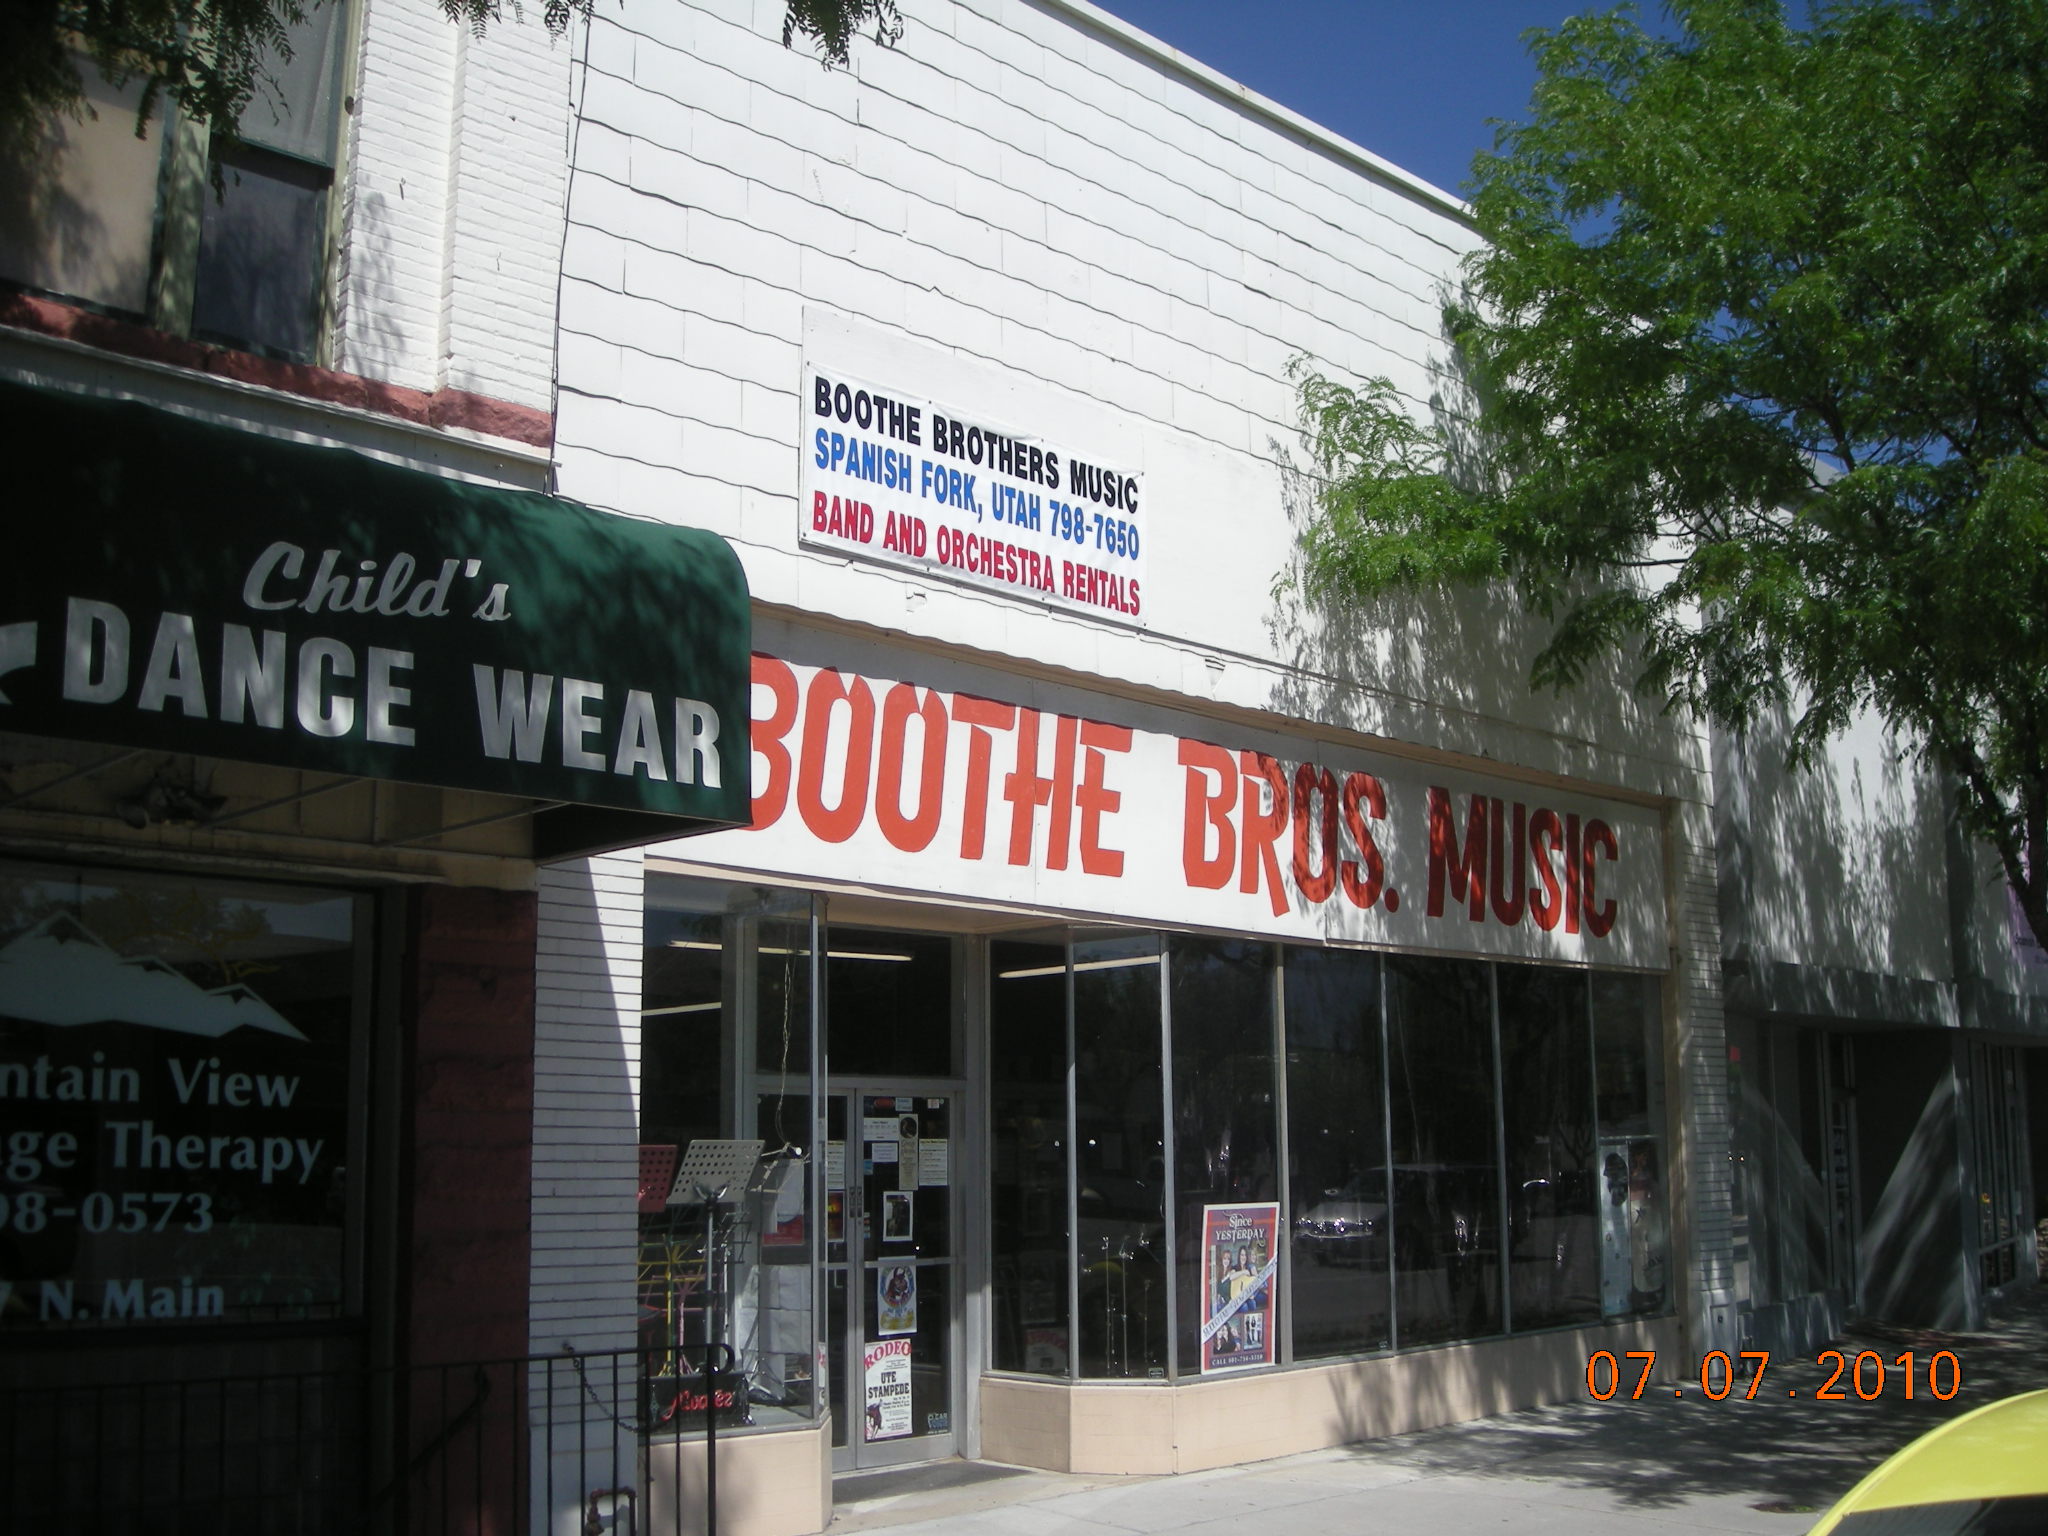 BOOTHE BROTHERS MUSIC
SPANISH FORK, UTAH 798-7650
BAND AND ORCHESTRA RENTALS
Child's
DANCE WEAR
BOOTHE BROS. MUSIC
ntain View
ge Therapy
98-0573
7 N. Main
Since
YESTERDAY
RODEO
UTE
STAMPEDE
07.07.2010